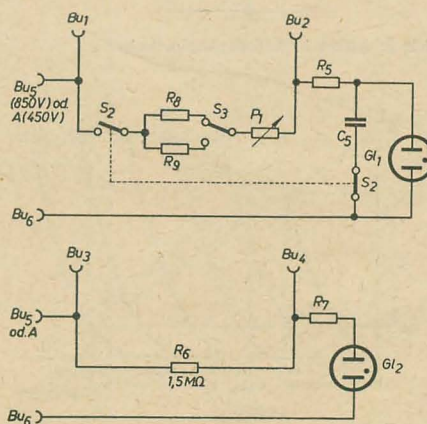 Bu1
Bu2
Bu5
(850V) od.
A(450V)
S2
R8
R9
S3
P1
R5
C5
Gl1
S2
Bu6
Bu3
Bu4
Bu5
od.A
R6
1,5MΩ
R7
Gl2
Bu6